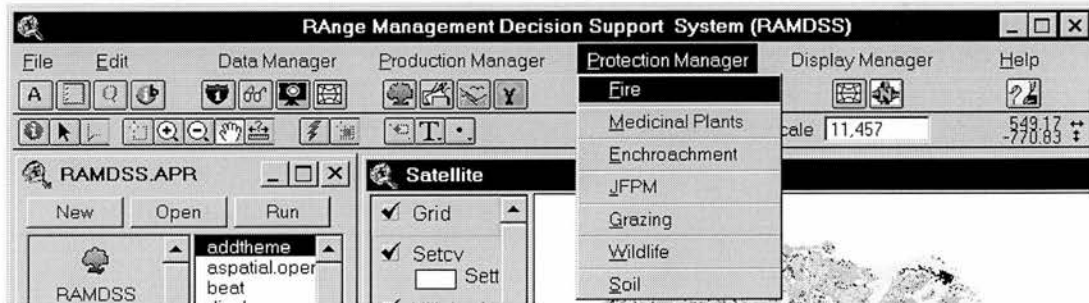 RAnge Management Decision Support System (RAMDSS)
File Edit Data Manager Production Manager Protection Manager Display Manager Help
A Q
T.
cale 11,457
549.17
-770.83
Fire
Medicinal Plants
Enchroachment
JFPM
Grazing
Wildlife
Soil
RAMDSS.APR
New Open Run
RAMDSS
addtheme
aspatial.oper
beat
Satellite
Grid
Setcv
Sett